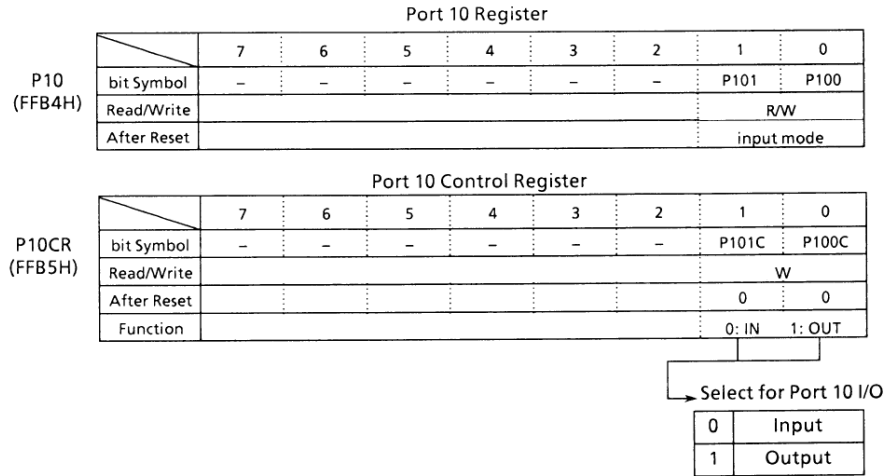 Port 10 Register
7 6 5 4 3 2 1 0
P10
(FFB4H)
bit Symbol – – – – – – P101 P100
Read/Write R/W
After Reset input mode
Port 10 Control Register
7 6 5 4 3 2 1 0
P10CR
(FFB5H)
bit Symbol – – – – – – P101C P100C
Read/Write W
After Reset 0 0
Function 0: IN 1: OUT
Select for Port 10 I/O
0 Input
1 Output